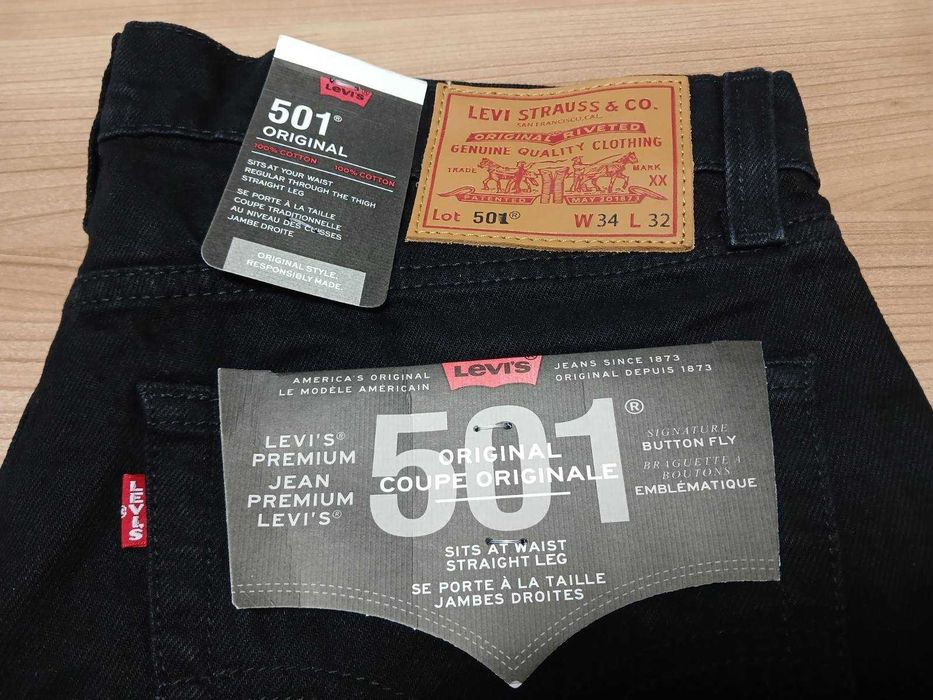 Levi's
501®
ORIGINAL
100% COTTON 100% COTTON
SITS AT YOUR WAIST
REGULAR THROUGH THE THIGH
STRAIGHT LEG
SE PORTE À LA TAILLE
COUPE TRADITIONNELLE
AU NIVEAU DES CUISSES
JAMBE DROITE
ORIGINAL STYLE,
RESPONSIBLY MADE.
LEVI STRAUSS & CO.
SAN FRANCISCO, CAL.
ORIGINAL RIVETED
GENUINE QUALITY CLOTHING
TRADE MARK
XX
PATENTED MAY 20 1873
Lot 501® W 34 L 32
AMERICA'S ORIGINAL
LE MODÈLE AMÉRICAIN
Levi's
JEANS SINCE 1873
ORIGINAL DEPUIS 1873
LEVI'S®
PREMIUM
JEAN
PREMIUM
LEVI'S®
501®
ORIGINAL
COUPE ORIGINALE
SIGNATURE
BUTTON FLY
BRAGUETTE À
BOUTONS
EMBLÉMATIQUE
SITS AT WAIST
STRAIGHT LEG
SE PORTE À LA TAILLE
JAMBES DROITES
LEVI'S
®